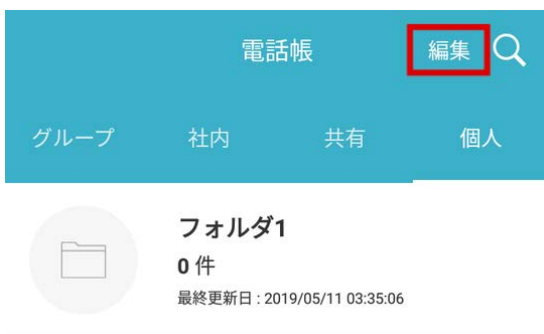 電話帳 編集
グループ 社内 共有 個人
フォルダ1
0 件
最終更新日 : 2019/05/11 03:35:06